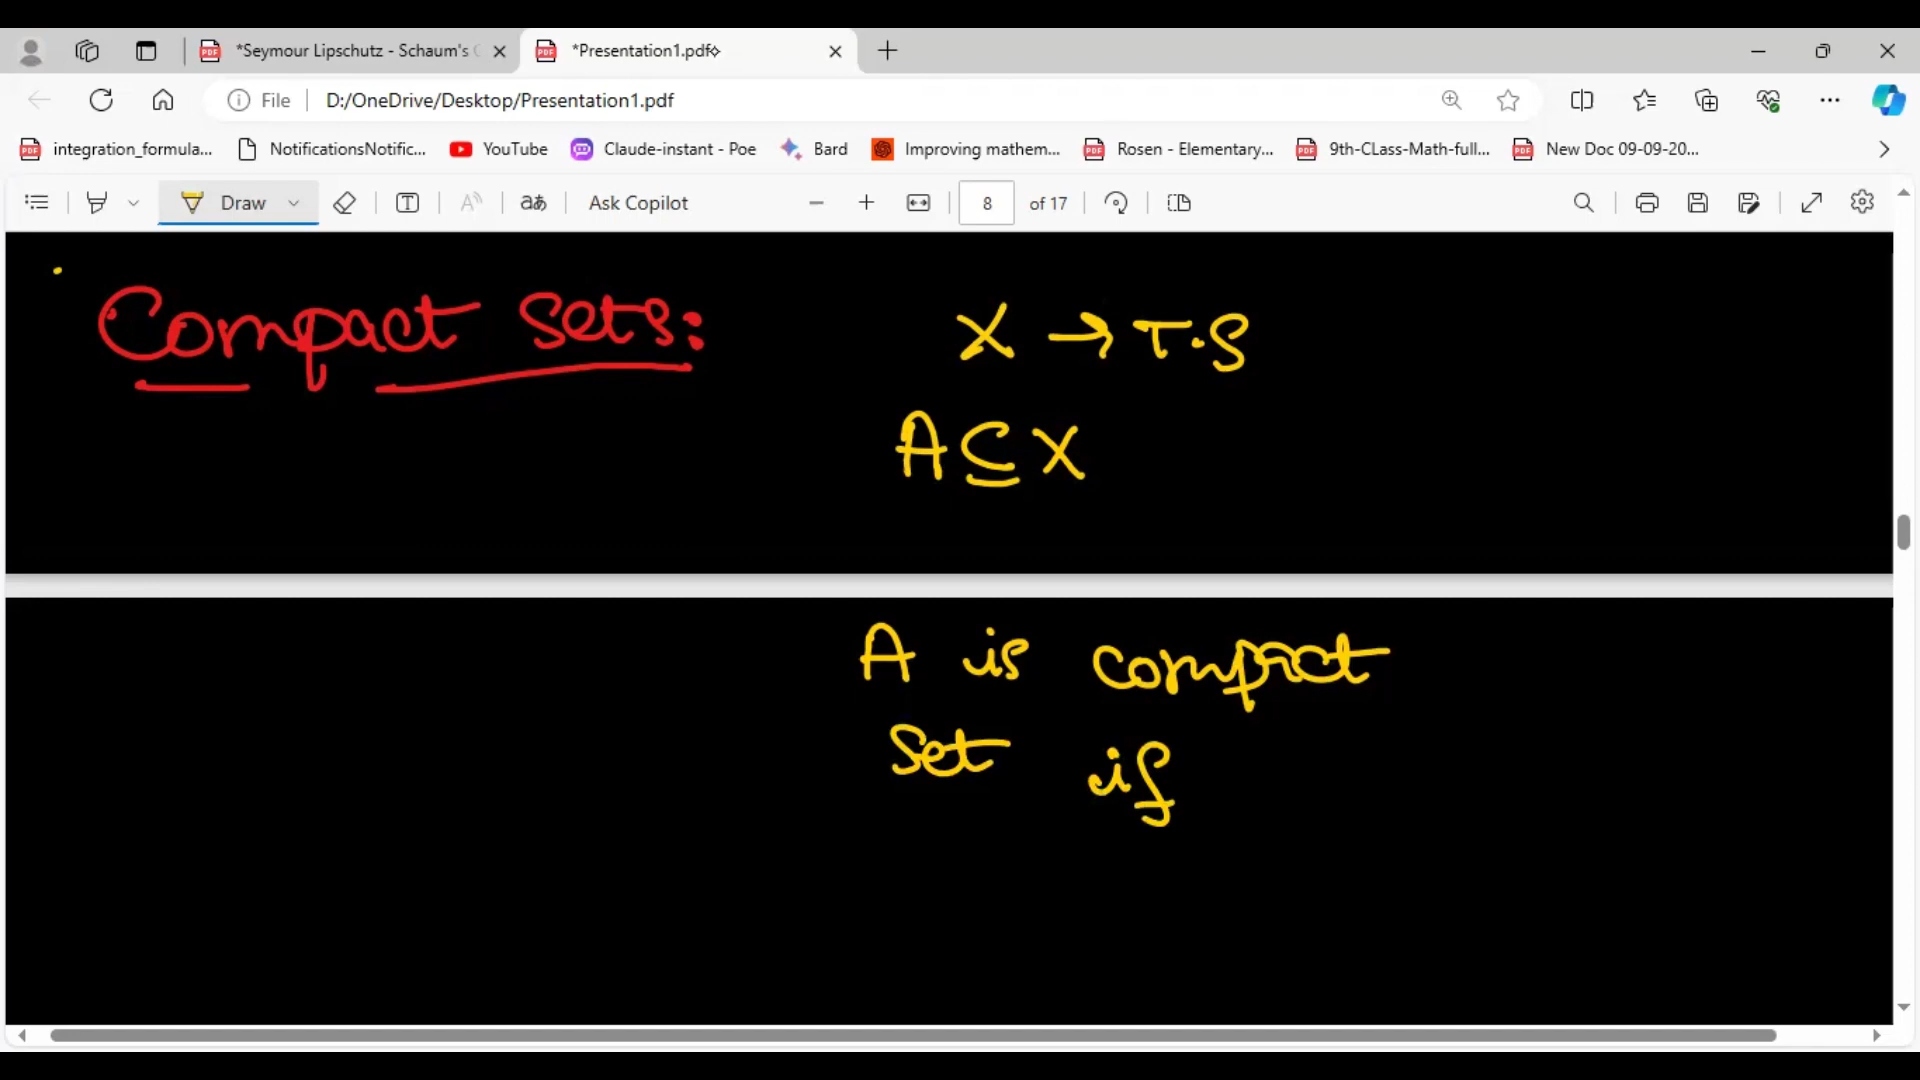 *Seymour Lipschutz - Schaum's
*Presentation1.pdf
File D:/OneDrive/Desktop/Presentation1.pdf
integration_formula... NotificationsNotific... YouTube Claude-instant - Poe Bard Improving mathem... Rosen - Elementary... 9th-CLass-Math-full... New Doc 09-09-20...
Draw Ask Copilot 8 of 17
Compact Sets:
X → T.S
A ⊆ X
A is compact
Set if